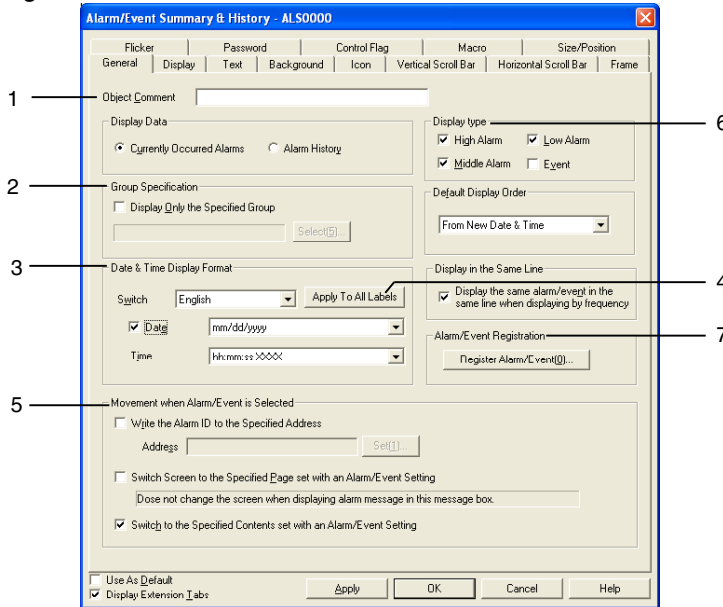 Alarm/Event Summary & History - ALS0000
Flicker Password Control Flag Macro Size/Position
General Display Text Background Icon Vertical Scroll Bar Horizontal Scroll Bar Frame
1 Object Comment
Display Data
Currently Occurred Alarms Alarm History
Display type 6
High Alarm Low Alarm
Middle Alarm Event
2 Group Specification
Display Only the Specified Group
Select(5)...
Default Display Order
From New Date & Time
3 Date & Time Display Format
Switch English Apply To All Labels 4
Date mm/dd/yyyy
Time hh:mm:ss XXXX
Display in the Same Line
Display the same alarm/event in the
same line when displaying by frequency
Alarm/Event Registration 7
Register Alarm/Event(0)...
5 Movement when Alarm/Event is Selected
Write the Alarm ID to the Specified Address
Address Set(1)...
Switch Screen to the Specified Page set with an Alarm/Event Setting
Dose not change the screen when displaying alarm message in this message box.
Switch to the Specified Contents set with an Alarm/Event Setting
Use As Default
Display Extension Tabs
Apply OK Cancel Help